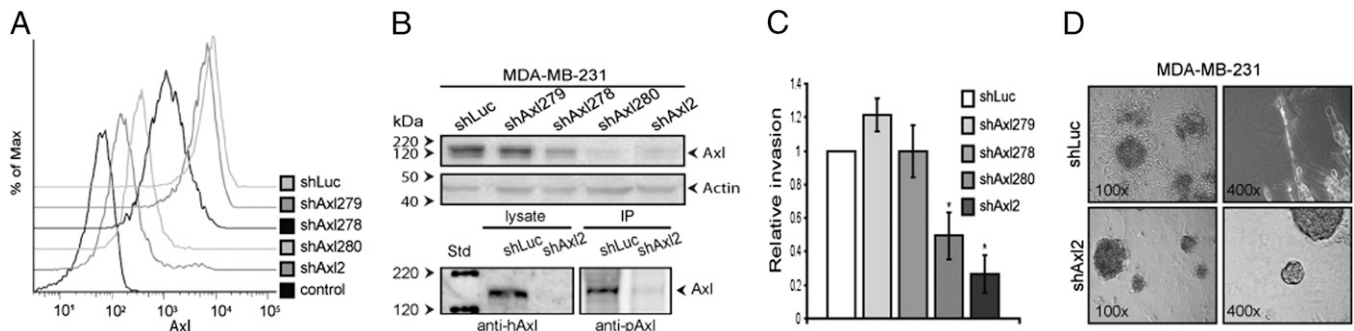 A
% of Max
10¹ 10² 10³ 10⁴ 10⁵
Axl
shLuc
shAxl279
shAxl278
shAxl280
shAxl2
control
B
MDA-MB-231
kDa
shLuc shAxl279 shAxl278 shAxl280 shAxl2
220
120
Axl
50
40
Actin
lysate IP
Std shLuc shAxl2 shLuc shAxl2
220
120
Axl
anti-hAxl anti-pAxl
C
Relative invasion
1.4
1.2
1
0.8
0.6
0.4
0.2
0
* *
shLuc
shAxl279
shAxl278
shAxl280
shAxl2
D
MDA-MB-231
shLuc
100x 400x
shAxl2
100x 400x